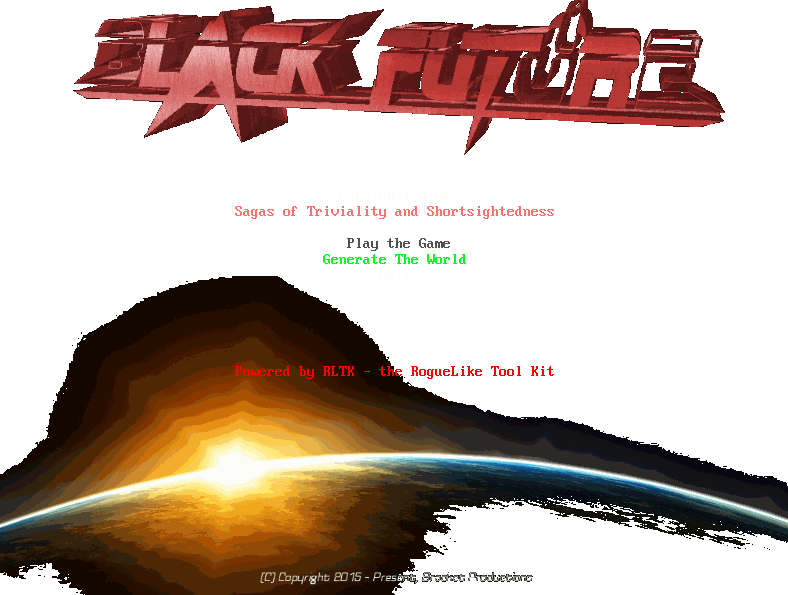 BLACK FUTURE
Sagas of Triviality and Shortsightedness
Play the Game
Generate The World
Powered by RLTK - the RogueLike Tool Kit
(C) Copyright 2015 - Present, Bracket Productions